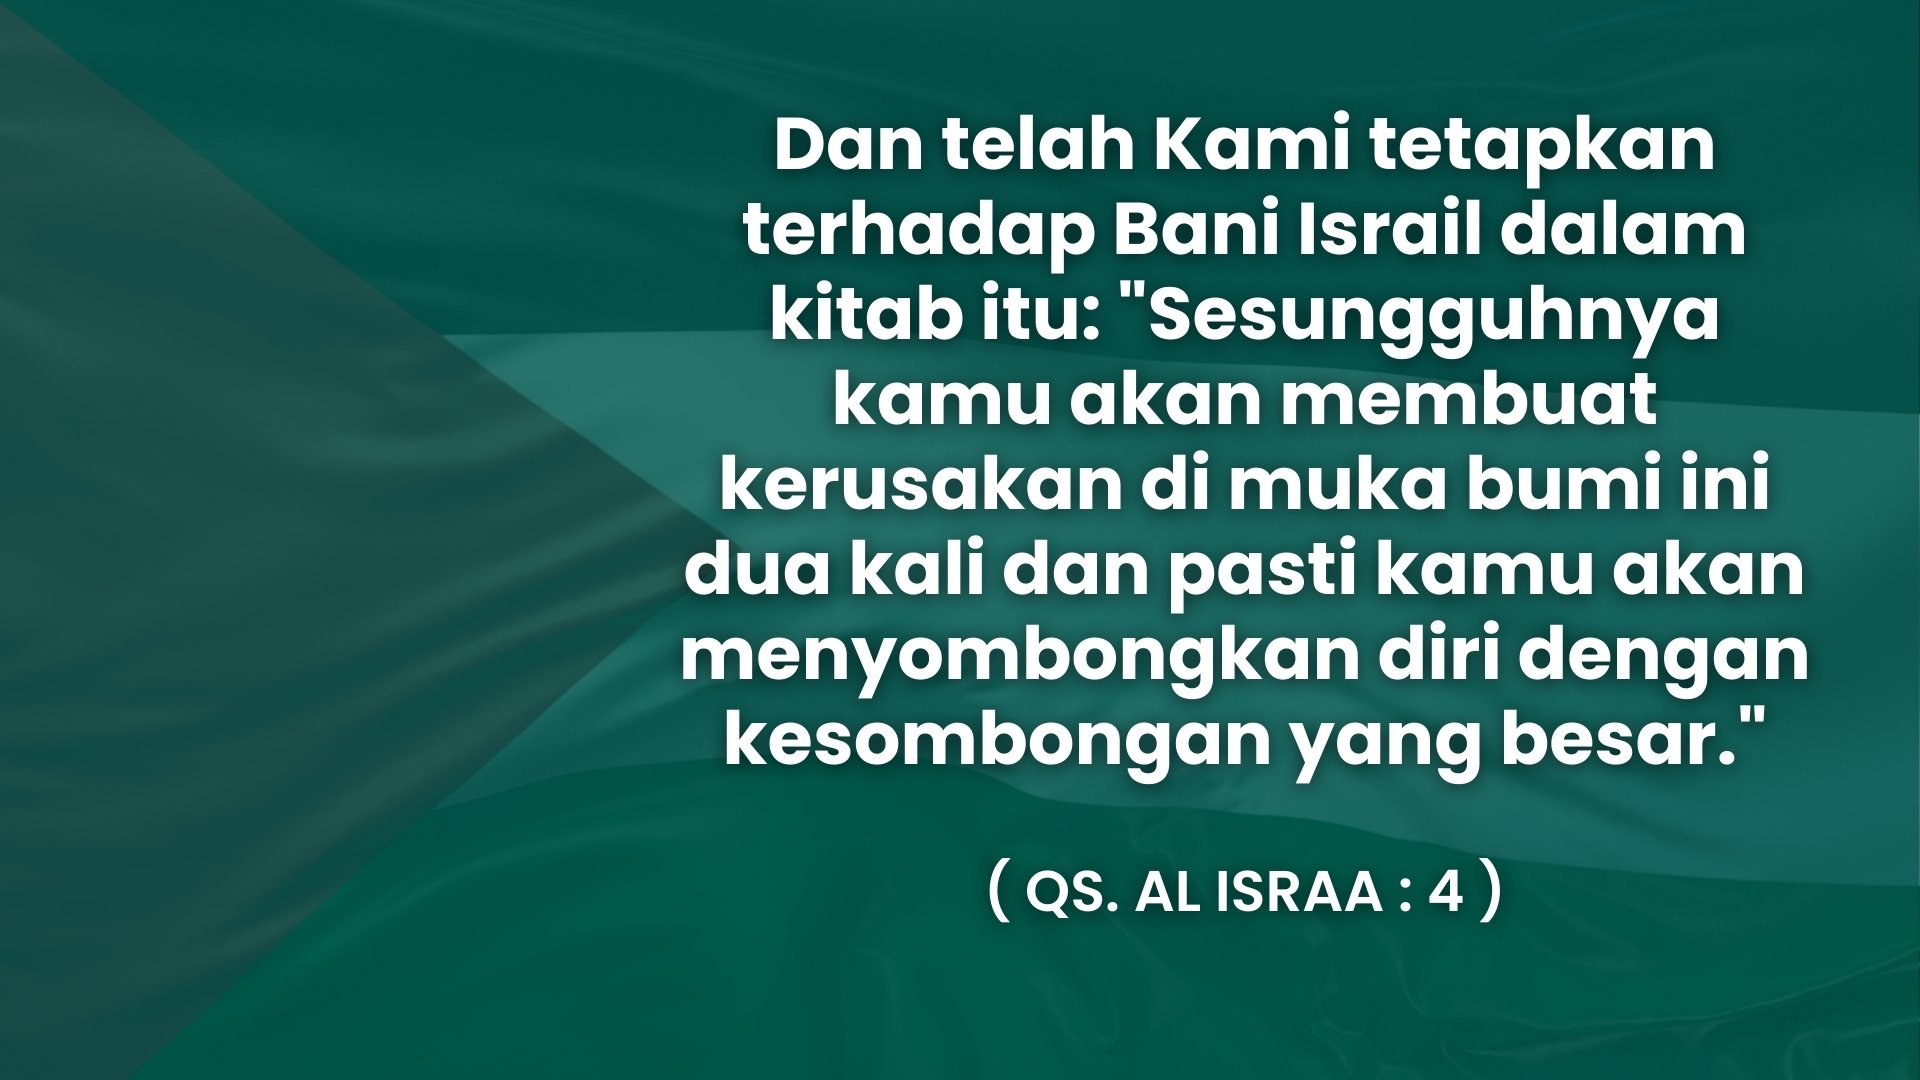 Dan telah Kami tetapkan
terhadap Bani Israil dalam
kitab itu: "Sesungguhnya
kamu akan membuat
kerusakan di muka bumi ini
dua kali dan pasti kamu akan
menyombongkan diri dengan
kesombongan yang besar."
( QS. AL ISRAA : 4 )